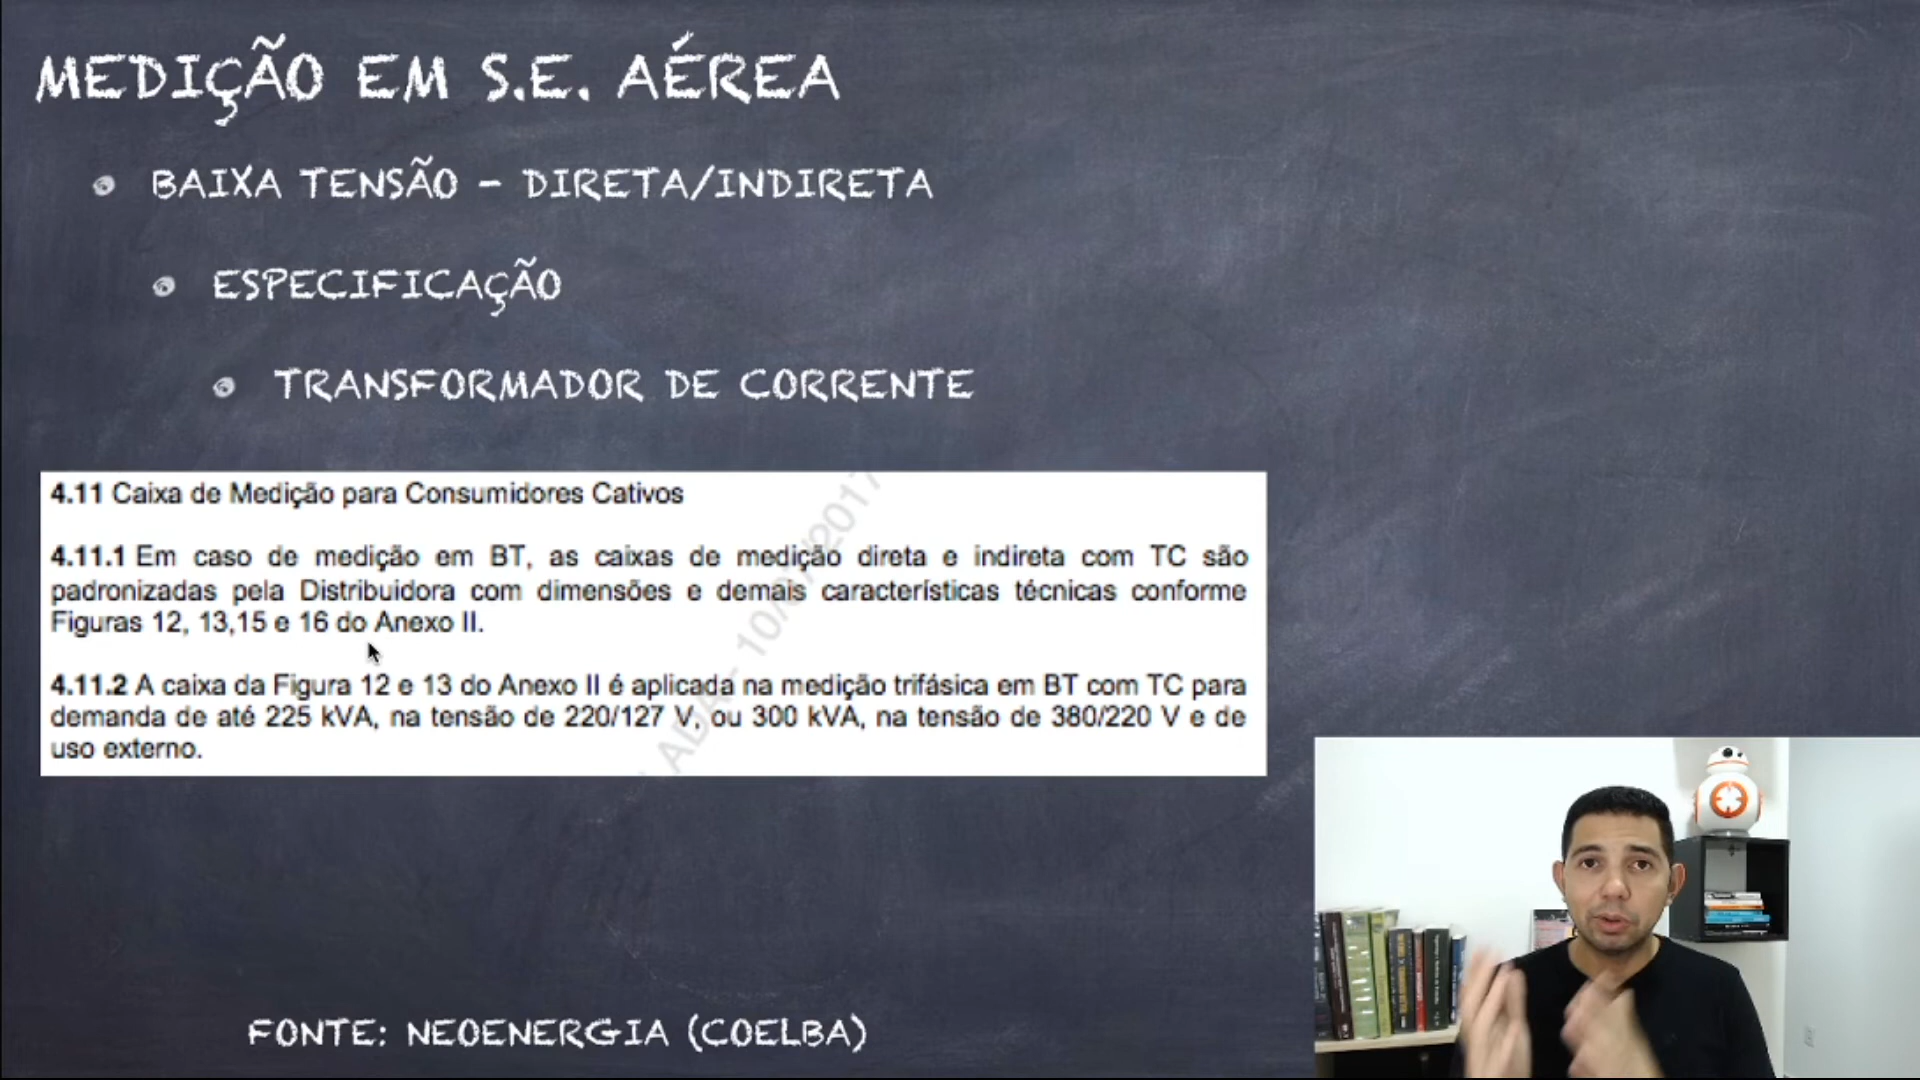 MEDIÇÃO EM S.E. AÉREA
BAIXA TENSÃO - DIRETA/INDIRETA
ESPECIFICAÇÃO
TRANSFORMADOR DE CORRENTE
4.11 Caixa de Medição para Consumidores Cativos
4.11.1 Em caso de medição em BT, as caixas de medição direta e indireta com TC são
padronizadas pela Distribuidora com dimensões e demais características técnicas conforme
Figuras 12, 13,15 e 16 do Anexo II.
4.11.2 A caixa da Figura 12 e 13 do Anexo II é aplicada na medição trifásica em BT com TC para
demanda de até 225 kVA, na tensão de 220/127 V, ou 300 kVA, na tensão de 380/220 V e de
uso externo.
FONTE: NEOENERGIA (COELBA)